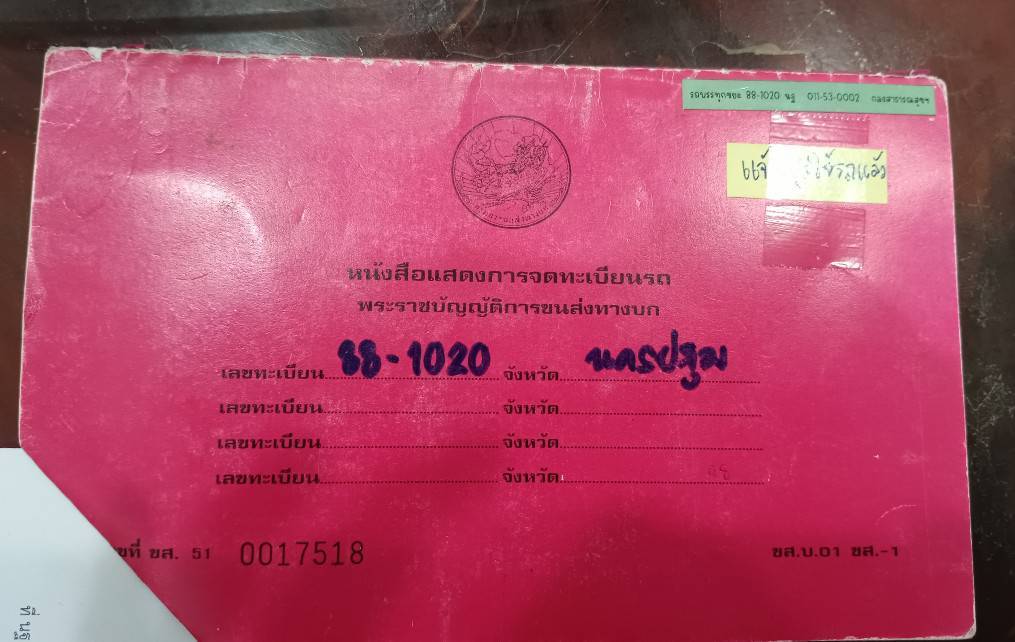 รถบรรทุกขยะ 88-1020 นฐ 011-53-0002 กองสาธารณสุขฯ
หนังสือแสดงการจดทะเบียนรถ
พระราชบัญญัติการขนส่งทางบก
เลขทะเบียน 88-1020 จังหวัด นครปฐม
เลขทะเบียน จังหวัด
เลขทะเบียน จังหวัด
เลขทะเบียน จังหวัด
ขส. 51 0017518
ขส.บ.01 ขส.-1